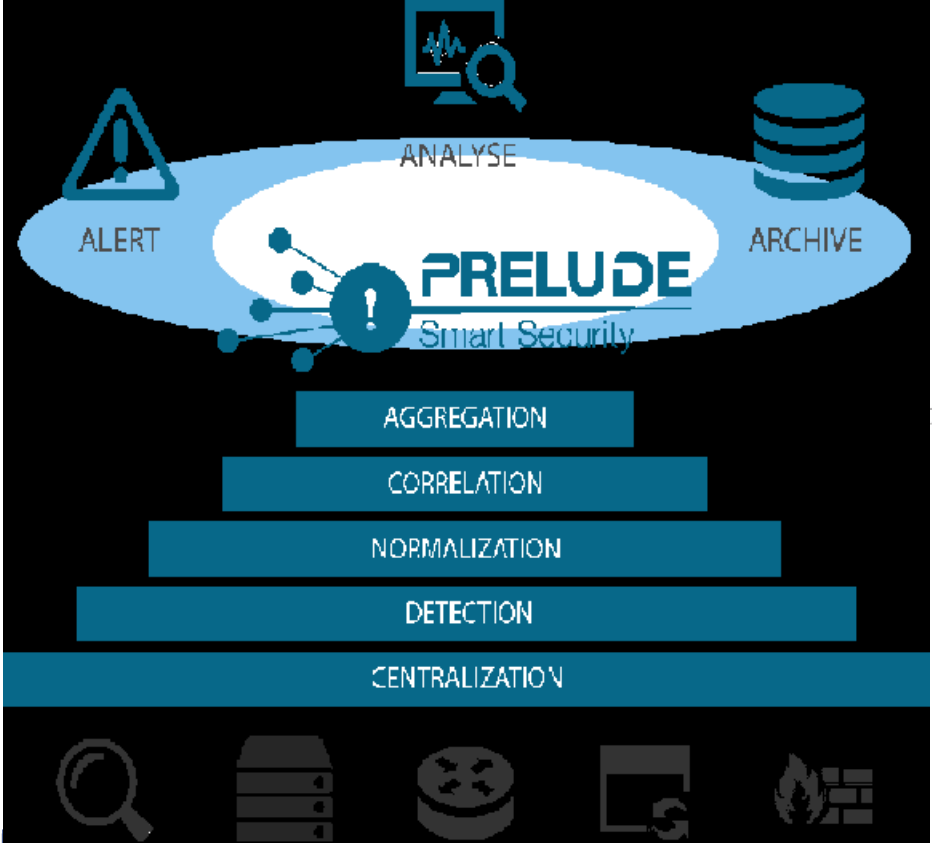 ANALYSE
ALERT
ARCHIVE
PRELUDE
Smart Security
AGGREGATION
CORRELATION
NORMALIZATION
DETECTION
CENTRALIZATION